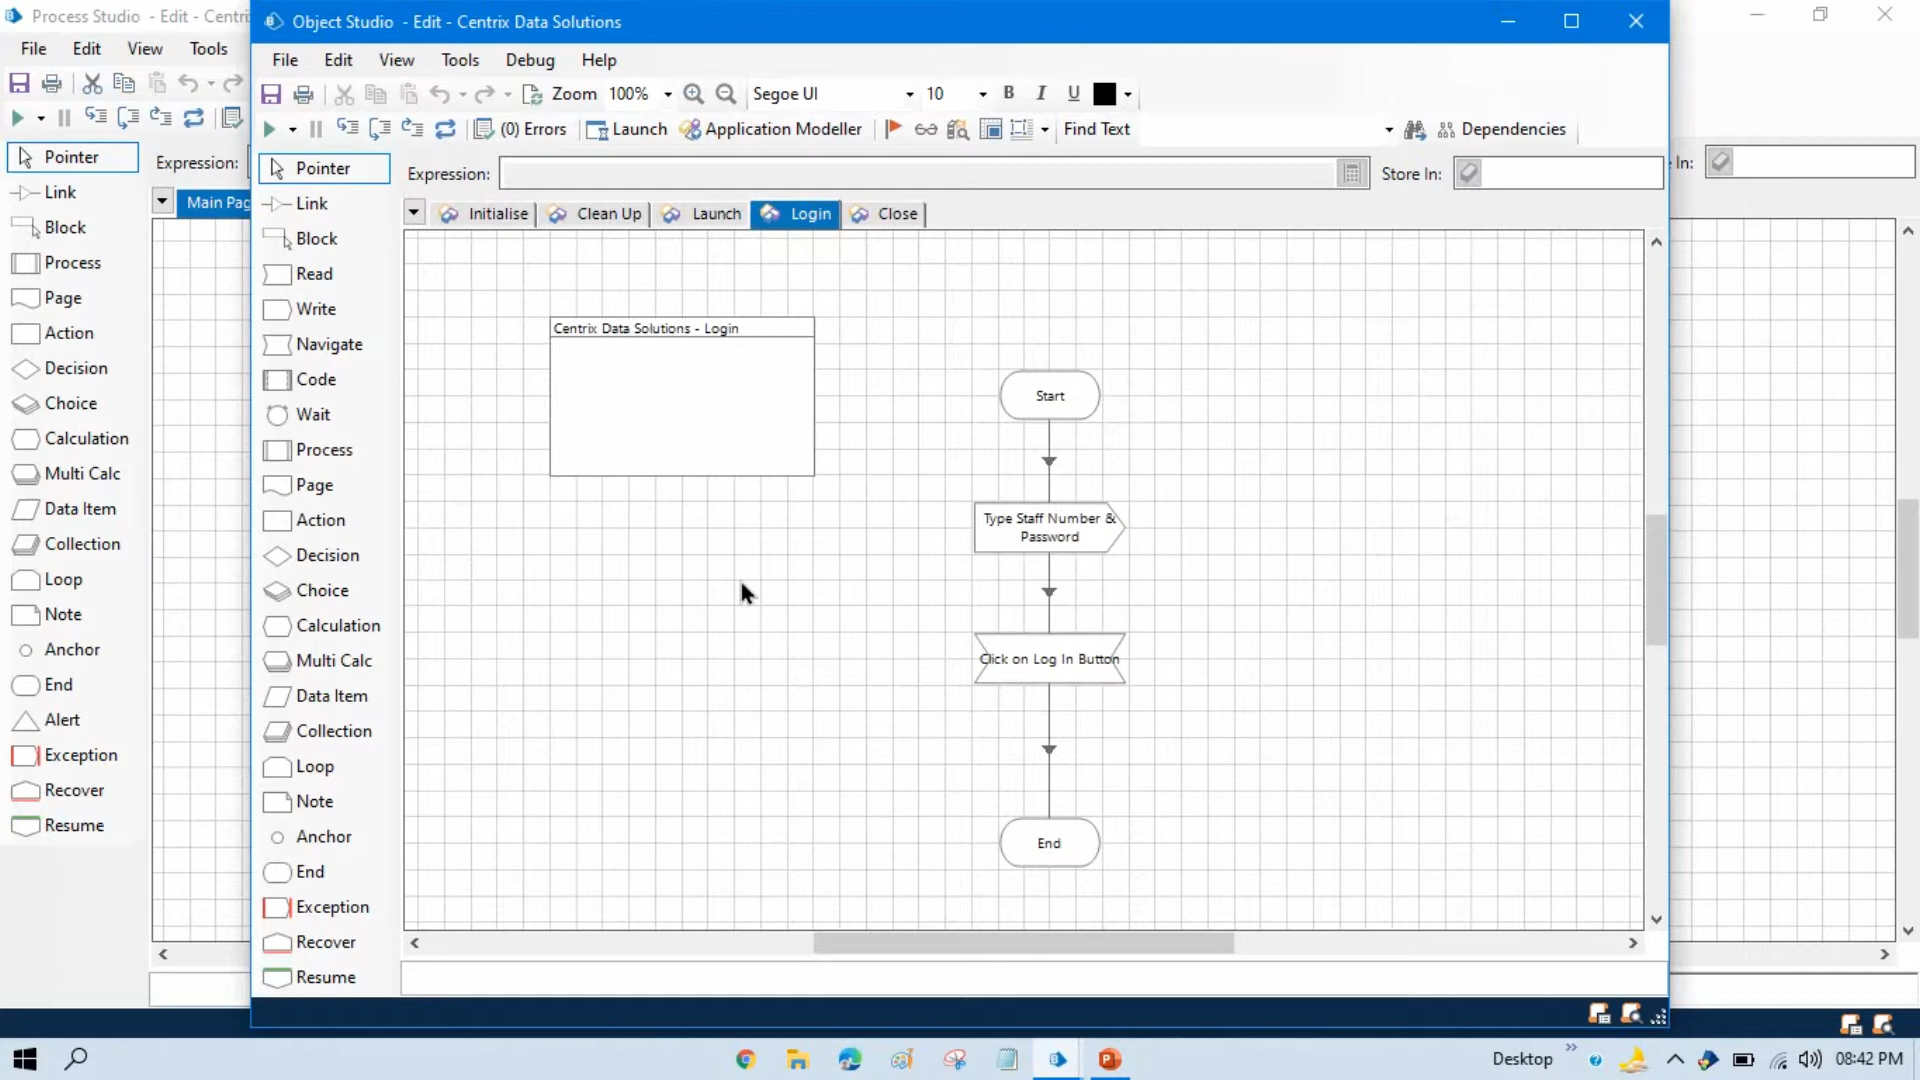 Process Studio - Edit - Centri
File Edit View Tools
Pointer
Link
Block
Process
Page
Action
Decision
Choice
Calculation
Multi Calc
Data Item
Collection
Loop
Note
Anchor
End
Alert
Exception
Recover
Resume
Expression:
Main Pag
Object Studio - Edit - Centrix Data Solutions
File Edit View Tools Debug Help
Zoom 100% Segoe UI 10 B I U
(0) Errors Launch Application Modeller Find Text Dependencies
Pointer
Link
Block
Read
Write
Navigate
Code
Wait
Process
Page
Action
Decision
Choice
Calculation
Multi Calc
Data Item
Collection
Loop
Note
Anchor
End
Exception
Recover
Resume
Expression: Store In:
Initialise Clean Up Launch Login Close
Centrix Data Solutions - Login
Start
Type Staff Number &
Password
Click on Log In Button
End
In:
Desktop 08:42 PM